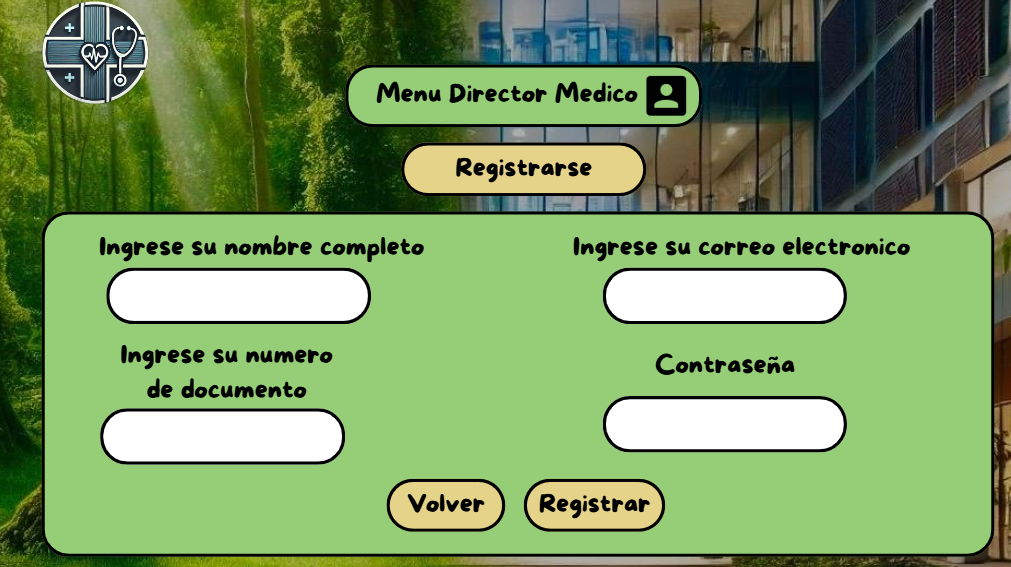 Menu Director Medico
Registrarse
Ingrese su nombre completo
Ingrese su correo electronico
Ingrese su numero
de documento
Contraseña
Volver
Registrar